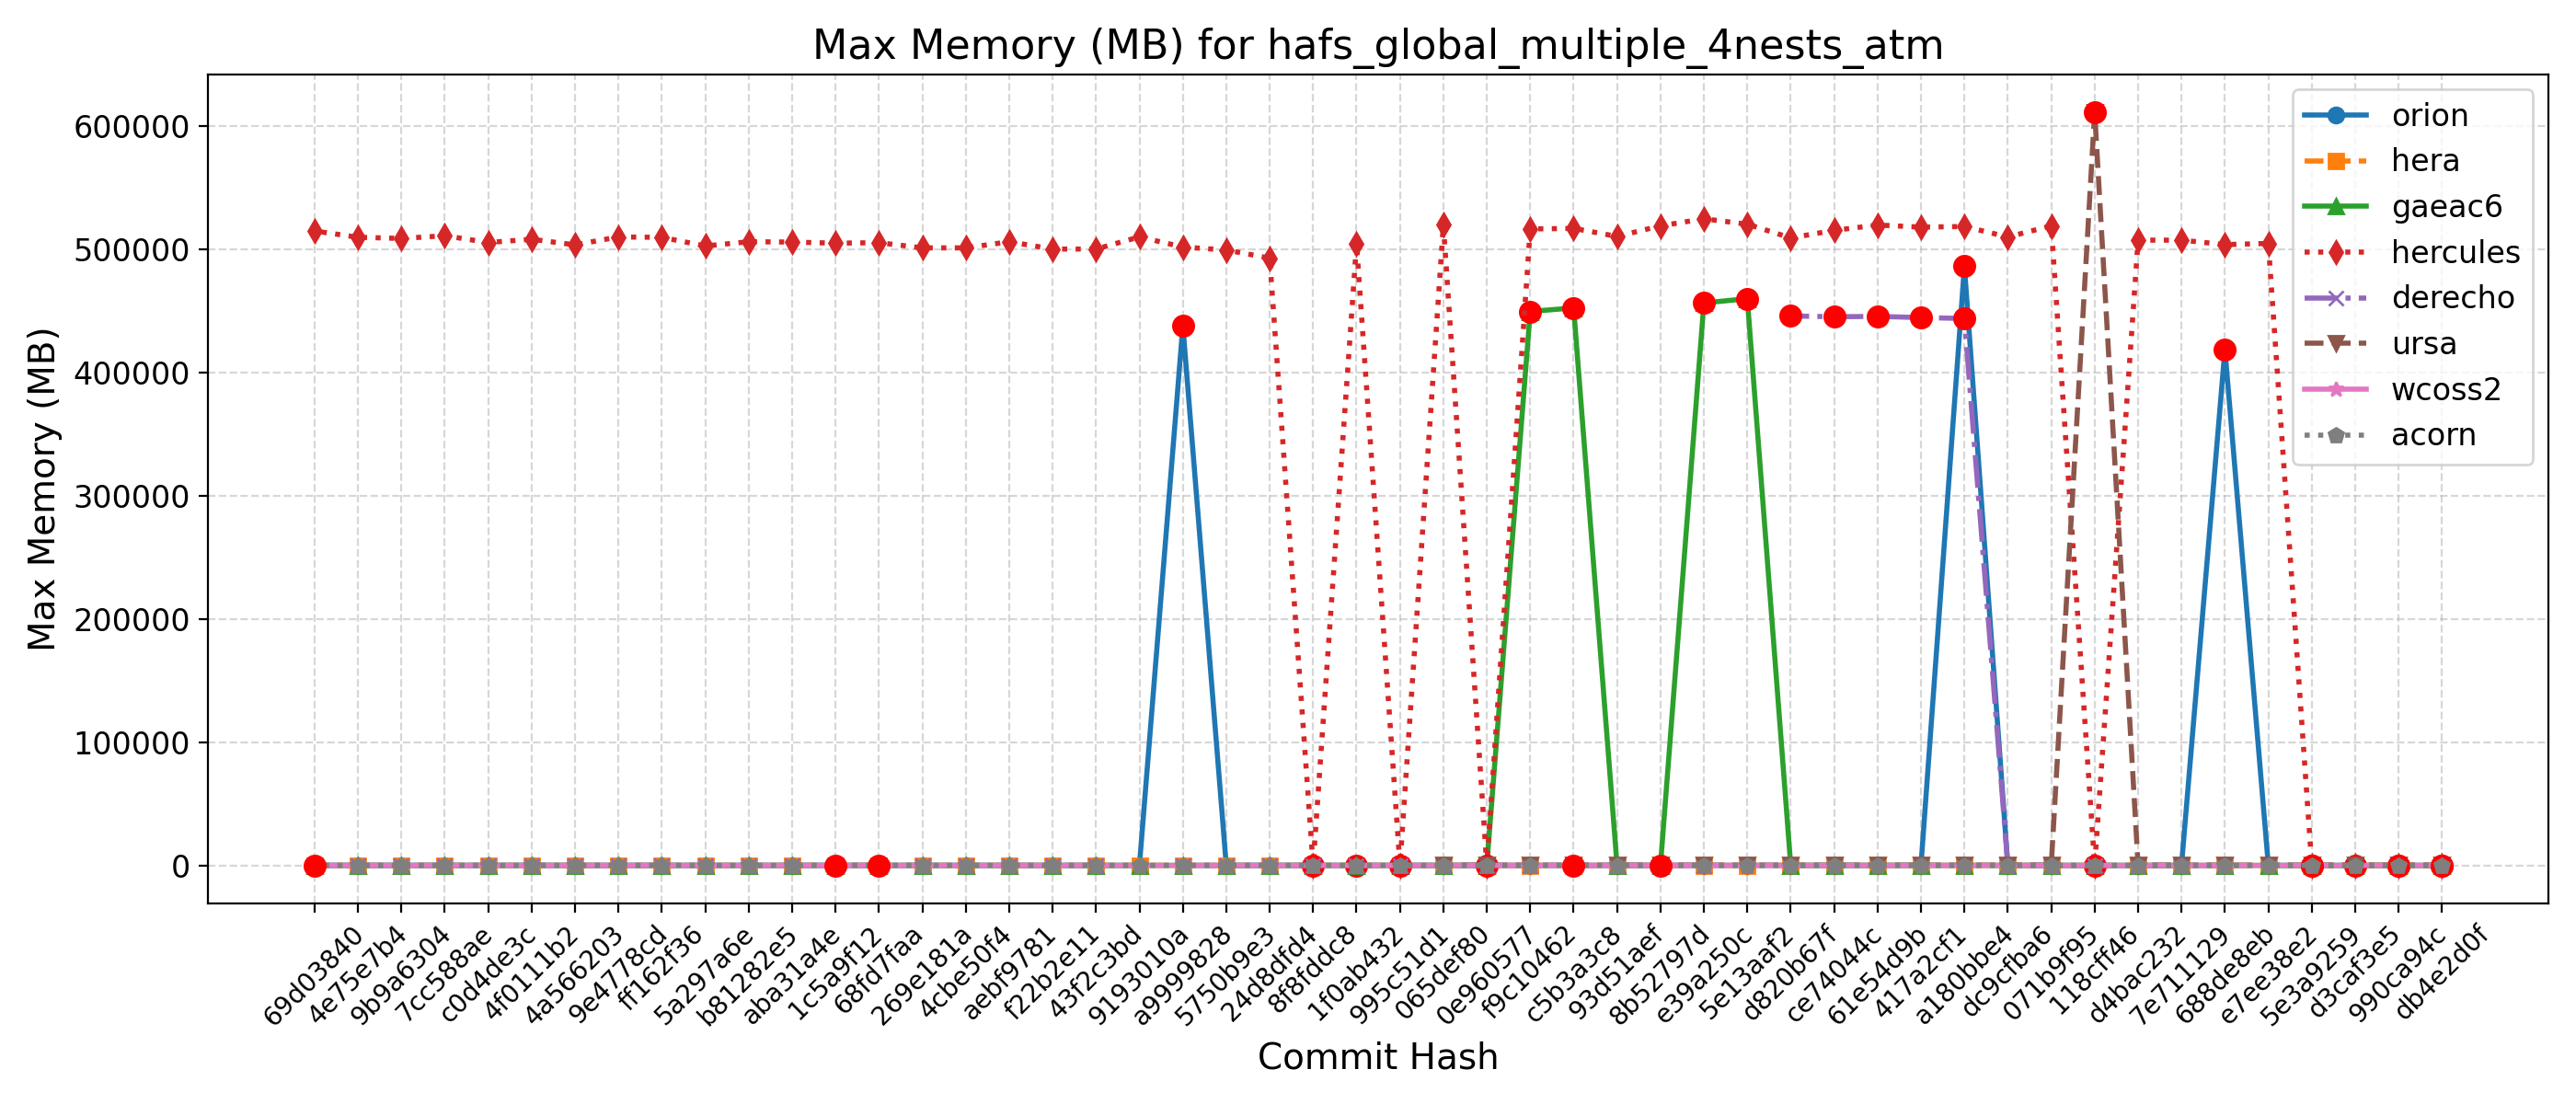 Max Memory (MB) for hafs_global_multiple_4nests_atm
Max Memory (MB)
600000
500000
400000
300000
200000
100000
0
orion
hera
gaeac6
hercules
derecho
ursa
wcoss2
acorn
69d03840
4e75e7b4
9b9a6304
7cc588ae
c0d4de3c
4f0111b2
4a566203
9e4778cd
ff162f36
5a297a6e
b81282e5
aba31a4e
1c5a9f12
68fd7faa
269e181a
4cbe50f4
aebf9781
f22b2e11
43f2c3bd
9193010a
a9999828
5750b9e3
24d8dfd4
8f8fddc8
1f0ab432
995c51d1
065def80
0e960577
f9c10462
c5b3a3c8
93d51aef
8b52797d
e39a250c
5e13aaf2
d820b67f
ce74044c
61e54d9b
417a2cf1
a180bbe4
dc9cfba6
071b9f95
118cff46
d4bac232
7e711129
688de8eb
e7ee38e2
5e3a9259
d3caf3e5
990ca94c
db4e2d0f
Commit Hash